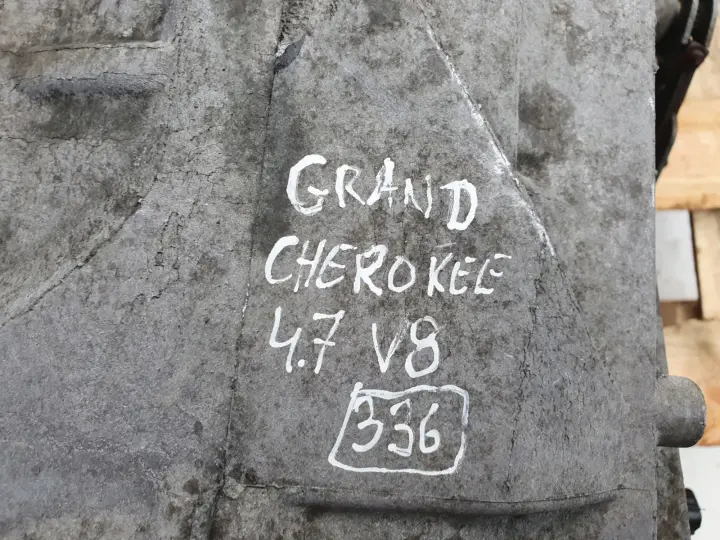 GRAND
CHEROKEE
4.7 V8
336